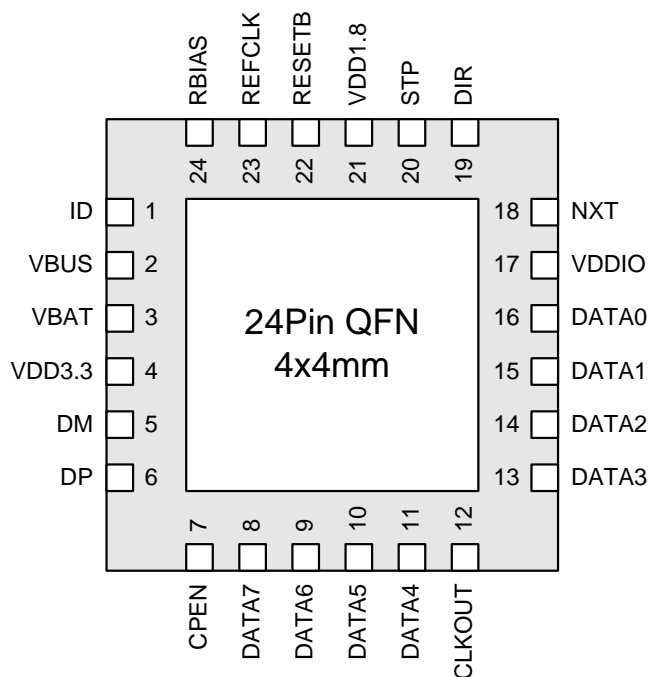 RBIAS
REFCLK
RESETB
VDD1.8
STP
DIR
24
23
22
21
20
19
ID 1
VBUS 2
VBAT 3
VDD3.3 4
DM 5
DP 6
24Pin QFN
4x4mm
18 NXT
17 VDDIO
16 DATA0
15 DATA1
14 DATA2
13 DATA3
7
8
9
10
11
12
CPEN
DATA7
DATA6
DATA5
DATA4
CLKOUT